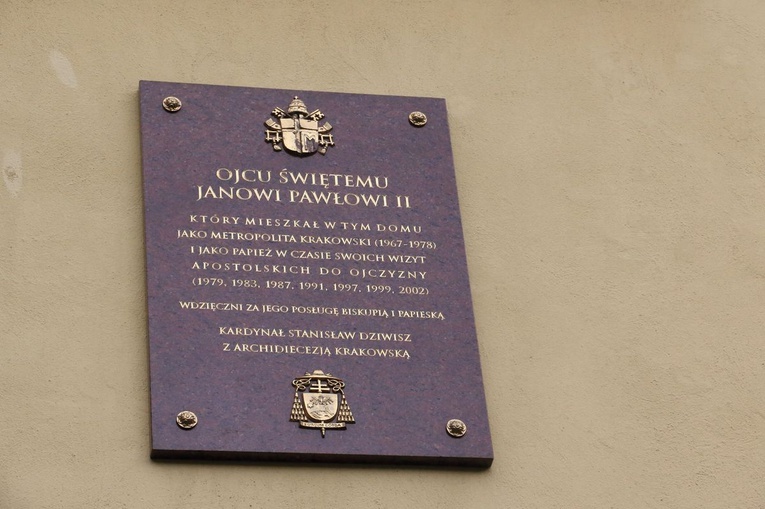 OJCU ŚWIĘTEMU
JANOWI PAWŁOWI II
KTÓRY MIESZKAŁ W TYM DOMU
JAKO METROPOLITA KRAKOWSKI (1967-1978)
I JAKO PAPIEŻ W CZASIE SWOICH WIZYT
APOSTOLSKICH DO OJCZYZNY
(1979, 1983, 1987, 1991, 1997, 1999, 2002)
WDZIĘCZNI ZA JEGO POSŁUGĘ BISKUPIĄ I PAPIESKĄ
KARDYNAŁ STANISŁAW DZIWISZ
Z ARCHIDIECEZJĄ KRAKOWSKĄ